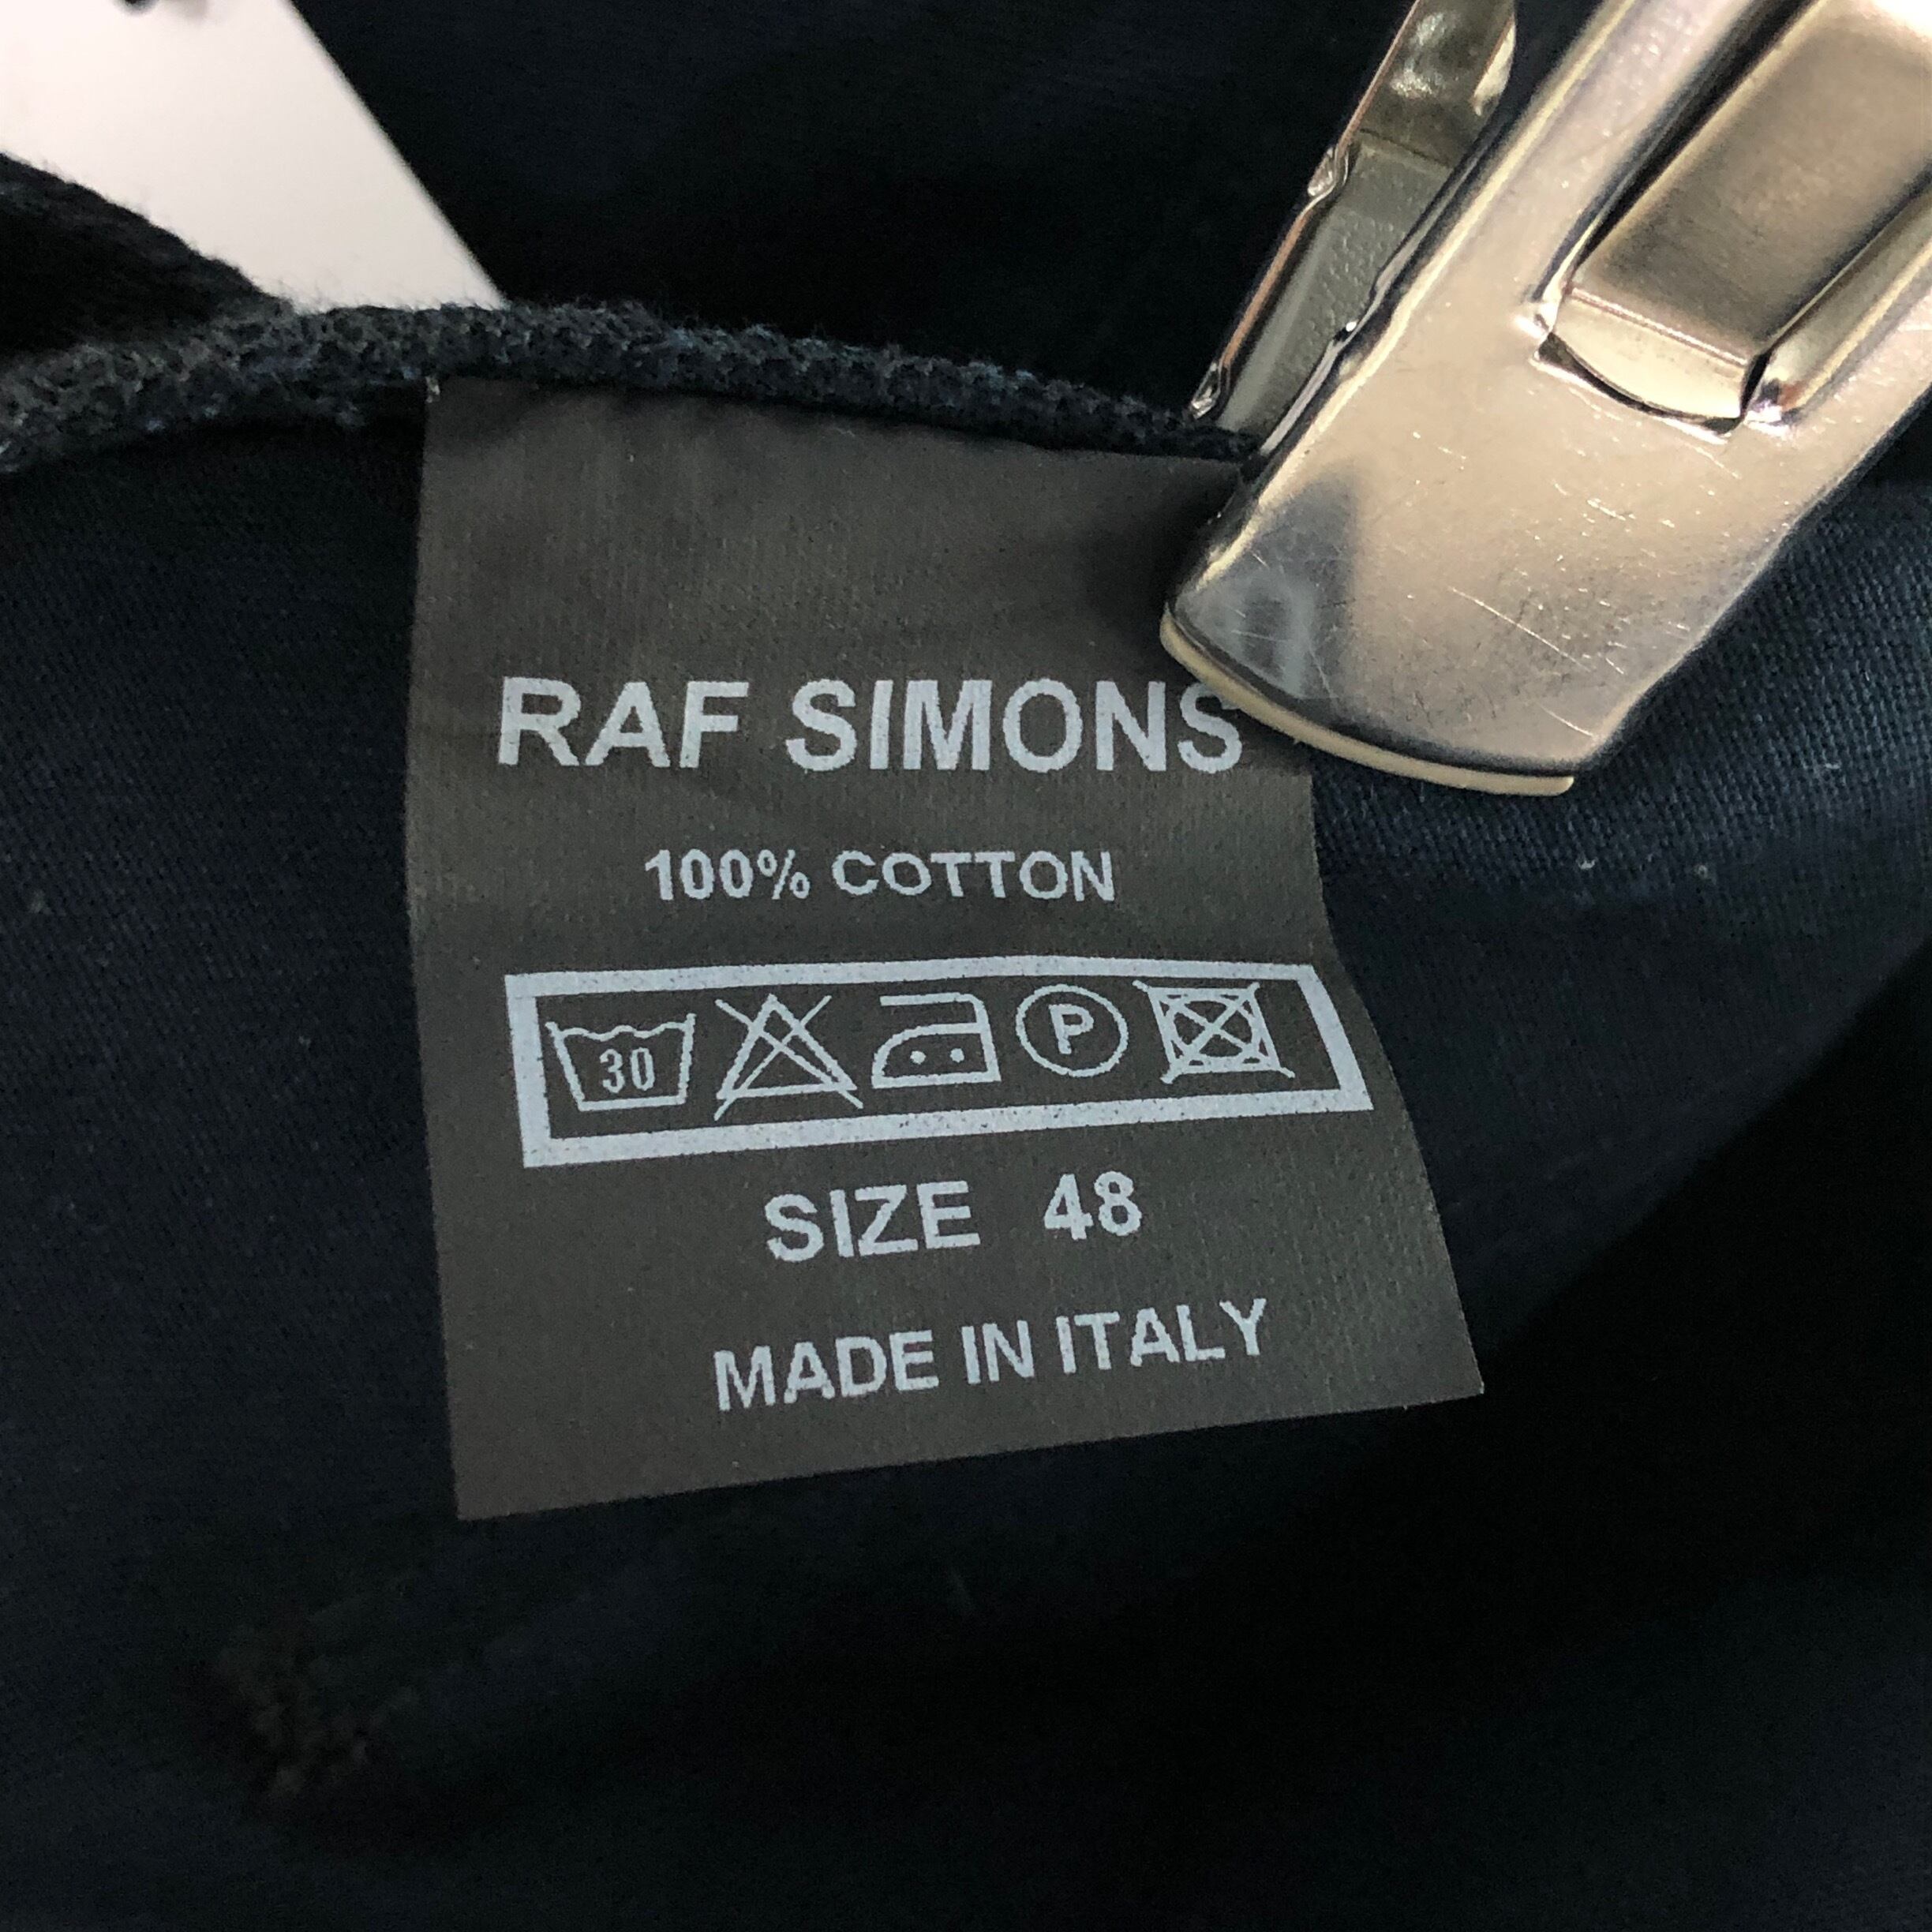 RAF SIMONS
100% COTTON
30 P
SIZE 48
MADE IN ITALY